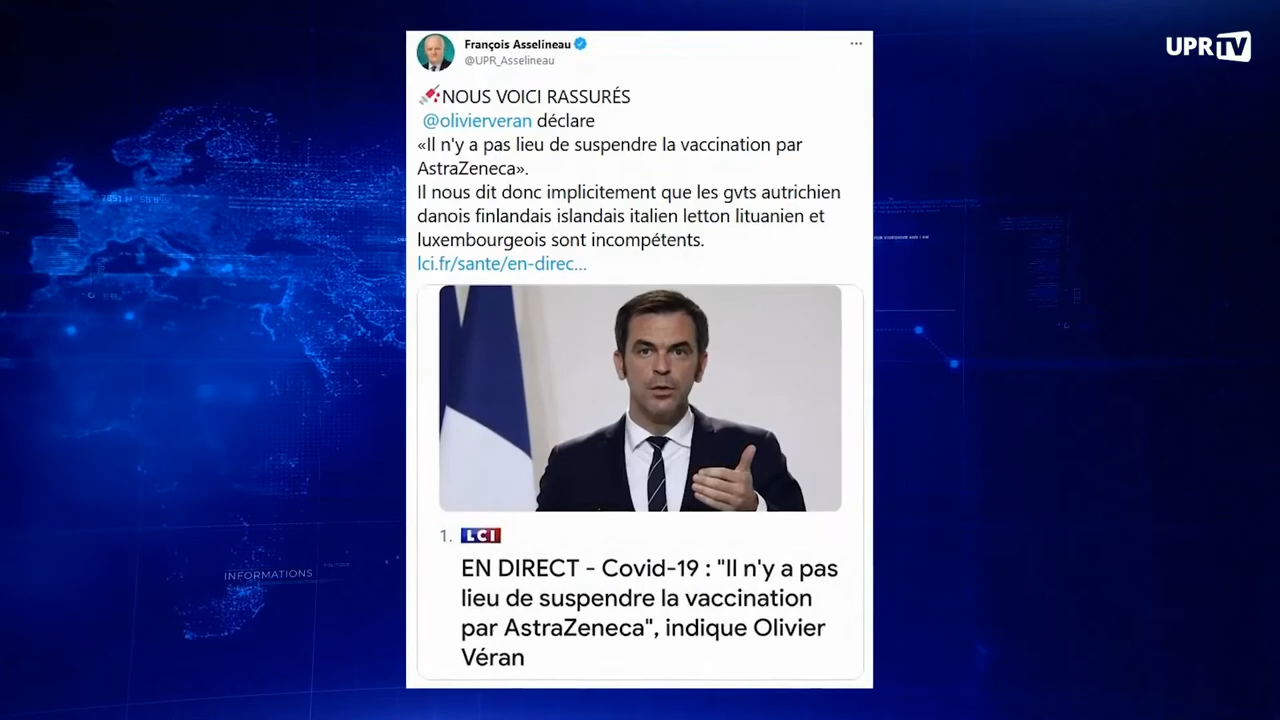 UPR TV
François Asselineau
@UPR_Asselineau
NOUS VOICI RASSURÉS
@olivierveran déclare
«Il n'y a pas lieu de suspendre la vaccination par
AstraZeneca».
Il nous dit donc implicitement que les gvts autrichien
danois finlandais islandais italien letton lituanien et
luxembourgeois sont incompétents.
lci.fr/sante/en-direc...
1. LCI
EN DIRECT - Covid-19 : "Il n'y a pas
lieu de suspendre la vaccination
par AstraZeneca", indique Olivier
Véran
INFORMATIONS